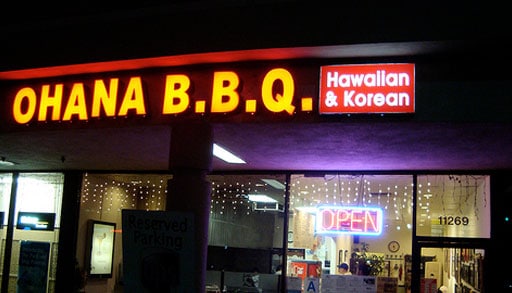 OHANA B.B.Q.
Hawaiian
& Korean
OPEN
11269
Reserved
Parking
A